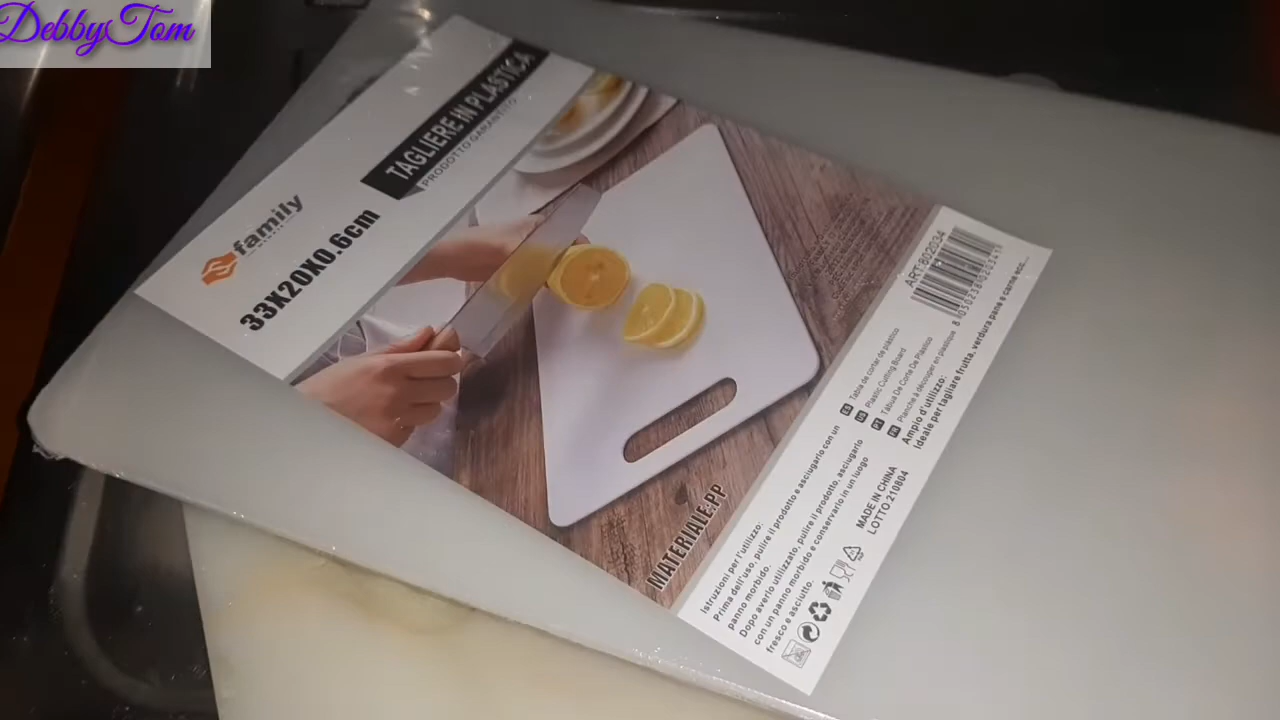 DebbyTom
TAGLIERE IN PLASTICA
PRODOTTO GARANTITO
family
33X20X0.6cm
MATERIALE:PP
ART:802034
ES Tabla de cortar de plástico
Plastic Cutting Board
PT Tábua De Corte De Plástico
FR Planche à découper en plastique
Ampio d'utilizzo:
Ideale per tagliare frutta, verdura pane e carne ecc...
Istruzioni per l'utilizzo:
Prima dell'uso, pulire il prodotto e asciugarlo con un
panno morbido.
Dopo averlo utilizzato, pulire il prodotto, asciugarlo
con un panno morbido e conservarlo in un luogo
fresco e asciutto.
MADE IN CHINA
LOTTO:210804